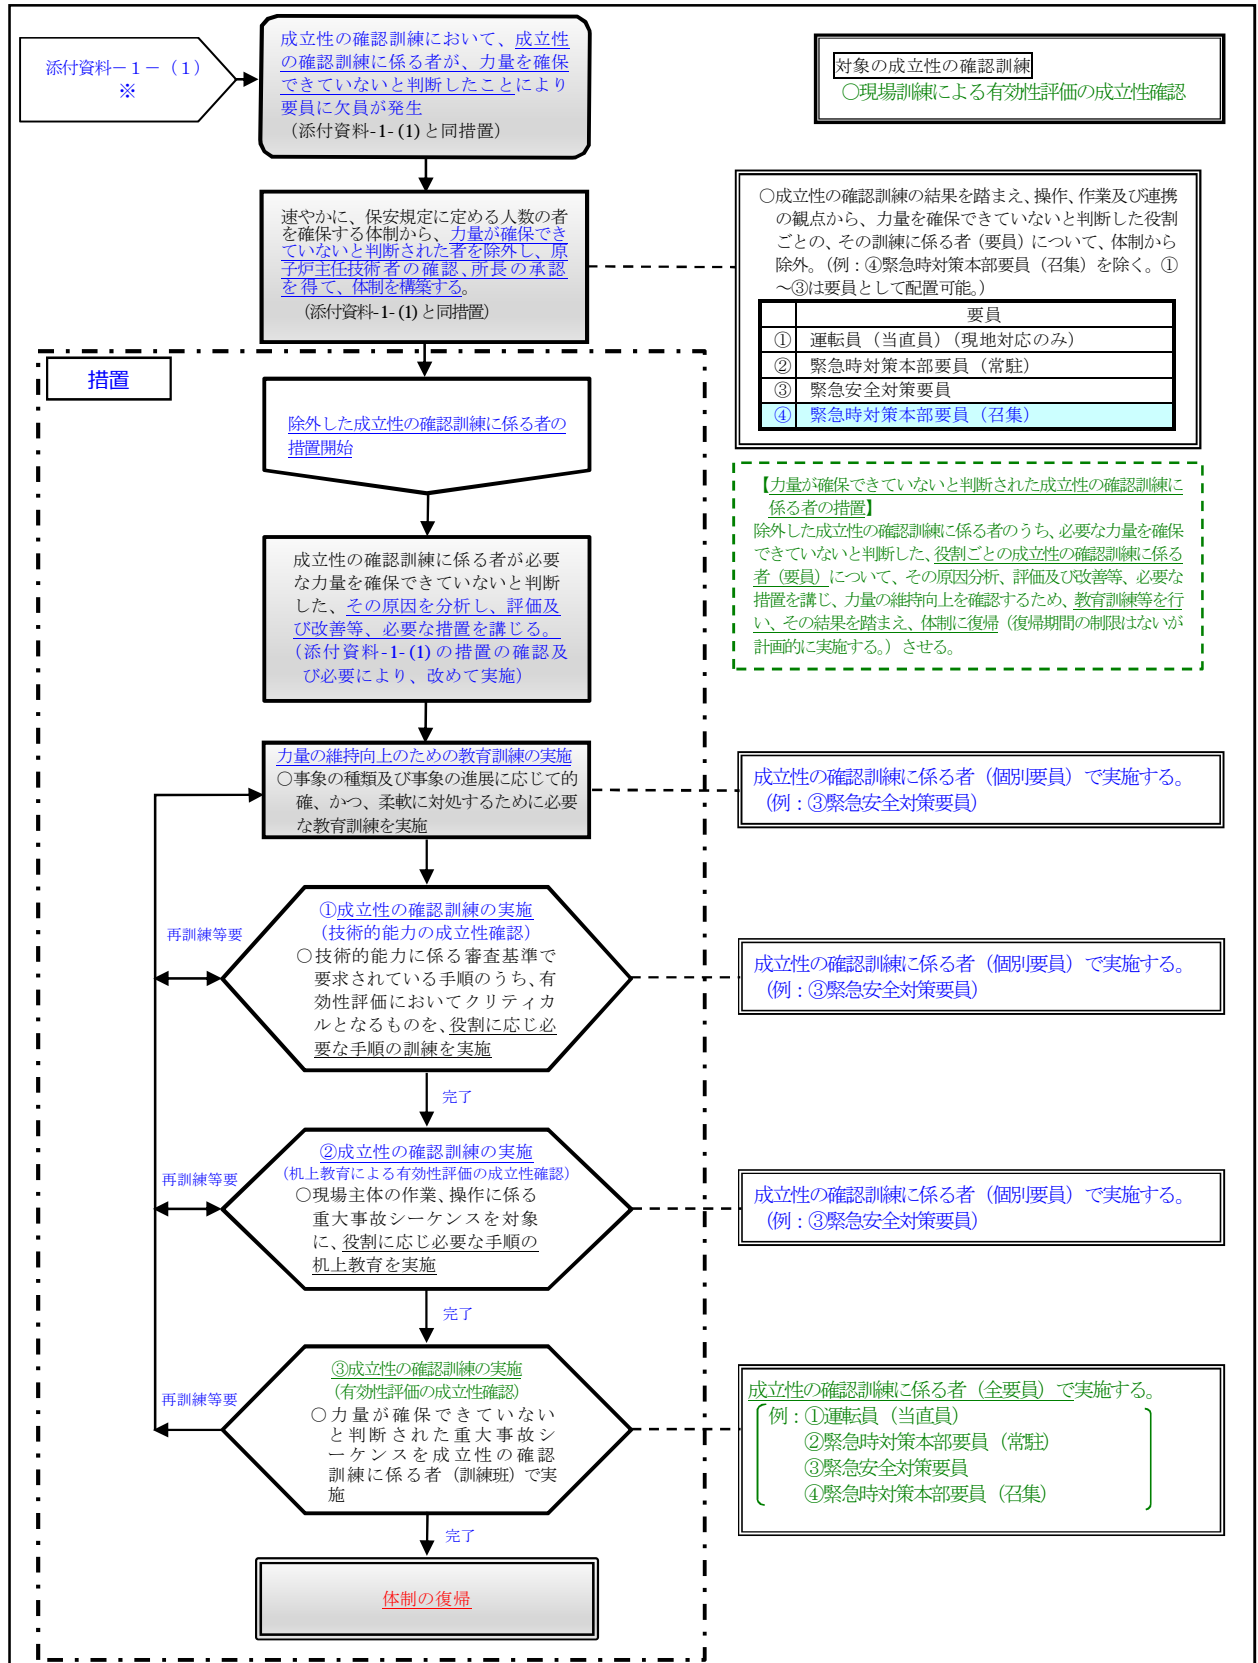 添付資料－1－（1）
※
成立性の確認訓練において、成立性
の確認訓練に係る者が、力量を確保
できていないと判断したことにより
要員に欠員が発生
（添付資料-1-(1)と同措置）
対象の成立性の確認訓練
○現場訓練による有効性評価の成立性確認
速やかに、保安規定に定める人数の者
を確保する体制から、力量が確保でき
ていないと判断された者を除外し、原
子炉主任技術者の確認、所長の承認
を得て、体制を構築する。
（添付資料-1-(1)と同措置）
○成立性の確認訓練の結果を踏まえ、操作、作業及び連携
の観点から、力量を確保できていないと判断した役割
ごとの、その訓練に係る者（要員）について、体制から
除外。（例：④緊急時対策本部要員（召集）を除く。①
～③は要員として配置可能。）
要員
① 運転員（当直員）（現地対応のみ）
② 緊急時対策本部要員（常駐）
③ 緊急安全対策要員
④ 緊急時対策本部要員（召集）
措置
除外した成立性の確認訓練に係る者の
措置開始
【力量が確保できていないと判断された成立性の確認訓練に
係る者の措置】
除外した成立性の確認訓練に係る者のうち、必要な力量を確保
できていないと判断した、役割ごとの成立性の確認訓練に係る
者（要員）について、その原因分析、評価及び改善等、必要な
措置を講じ、力量の維持向上を確認するため、教育訓練等を行
い、その結果を踏まえ、体制に復帰（復帰期間の制限はないが
計画的に実施する。）させる。
成立性の確認訓練に係る者が必要
な力量を確保できていないと判断
した、その原因を分析し、評価及
び改善等、必要な措置を講じる。
（添付資料-1-(1)の措置の確認及
び必要により、改めて実施）
力量の維持向上のための教育訓練の実施
○事象の種類及び事象の進展に応じて的
確、かつ、柔軟に対処するために必要
な教育訓練を実施
成立性の確認訓練に係る者（個別要員）で実施する。
（例：③緊急安全対策要員）
再訓練等要
①成立性の確認訓練の実施
（技術的能力の成立性確認）
○技術的能力に係る審査基準で
要求されている手順のうち、有
効性評価においてクリティカ
ルとなるものを、役割に応じ必
要な手順の訓練を実施
成立性の確認訓練に係る者（個別要員）で実施する。
（例：③緊急安全対策要員）
完了
再訓練等要
②成立性の確認訓練の実施
（机上教育による有効性評価の成立性確認）
○現場主体の作業、操作に係る
重大事故シーケンスを対象
に、役割に応じ必要な手順の
机上教育を実施
成立性の確認訓練に係る者（個別要員）で実施する。
（例：③緊急安全対策要員）
完了
再訓練等要
③成立性の確認訓練の実施
（有効性評価の成立性確認）
○力量が確保できていない
と判断された重大事故シ
ーケンスを成立性の確認
訓練に係る者（訓練班）で実
施
成立性の確認訓練に係る者（全要員）で実施する。
例：①運転員（当直員）
②緊急時対策本部要員（常駐）
③緊急安全対策要員
④緊急時対策本部要員（召集）
完了
体制の復帰